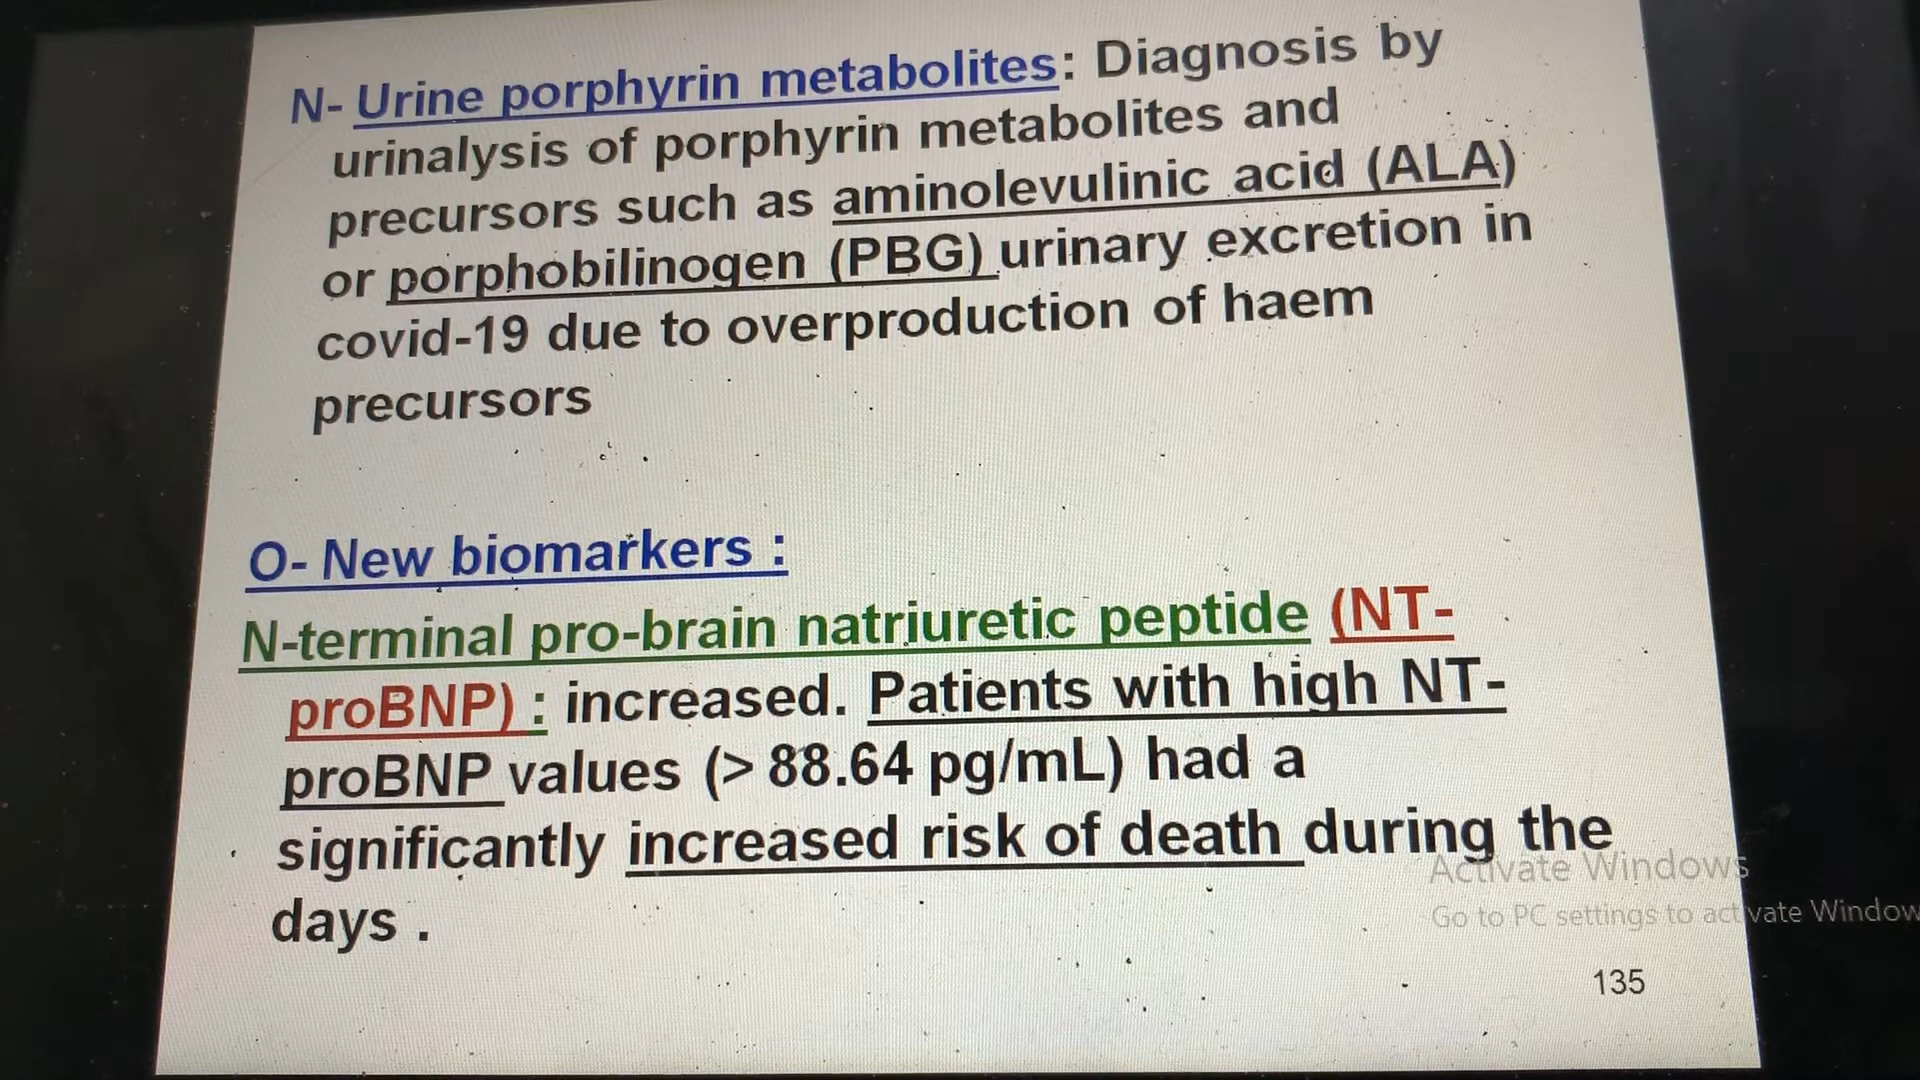 N- Urine porphyrin metabolites: Diagnosis by
urinalysis of porphyrin metabolites and
precursors such as aminolevulinic acid (ALA)
or porphobilinogen (PBG) urinary excretion in
covid-19 due to overproduction of haem
precursors
O- New biomarkers :
N-terminal pro-brain natriuretic peptide (NT-
proBNP) : increased. Patients with high NT-
proBNP values (> 88.64 pg/mL) had a
significantly increased risk of death during the
days .
Activate Windows
Go to PC settings to activate Window
135